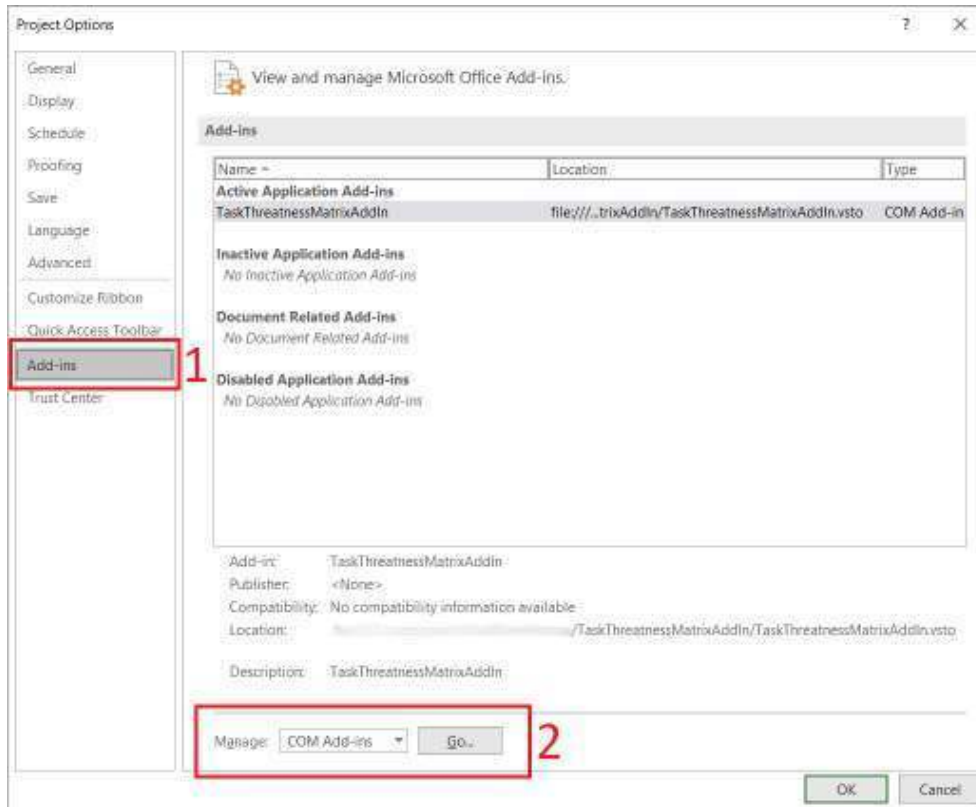 Project Options
? ×
General
Display
Schedule
Proofing
Save
Language
Advanced
Customize Ribbon
Quick Access Toolbar
Add-ins
1
Trust Center
View and manage Microsoft Office Add-ins.
Add-ins
Name Location Type
Active Application Add-ins
TaskThreatnessMatrixAddIn file:///...trixAddIn/TaskThreatnessMatrixAddIn.vsto COM Add-in
Inactive Application Add-ins
No Inactive Application Add-ins
Document Related Add-ins
No Document Related Add-ins
Disabled Application Add-ins
No Disabled Application Add-ins
Add-in: TaskThreatnessMatrixAddIn
Publisher: <None>
Compatibility: No compatibility information available
Location: /TaskThreatnessMatrixAddIn/TaskThreatnessMatrixAddIn.vsto
Description: TaskThreatnessMatrixAddIn
Manage: COM Add-ins Go...
2
OK Cancel